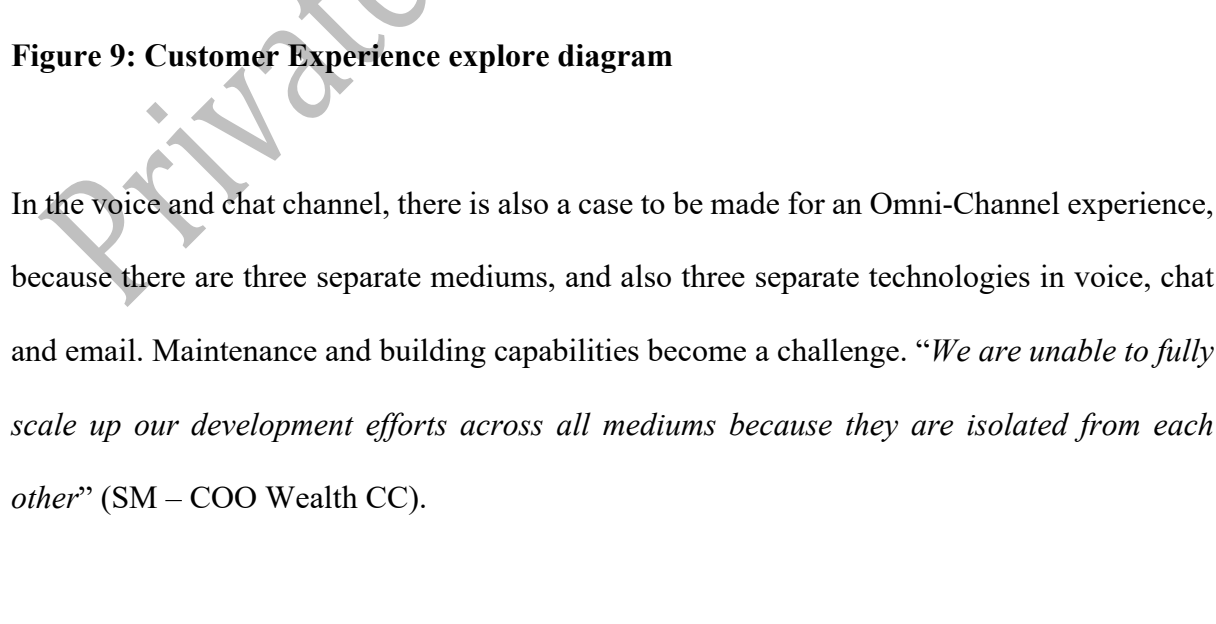 Figure 9: Customer Experience explore diagram
In the voice and chat channel, there is also a case to be made for an Omni-Channel experience,
because there are three separate mediums, and also three separate technologies in voice, chat
and email. Maintenance and building capabilities become a challenge. “We are unable to fully
scale up our development efforts across all mediums because they are isolated from each
other” (SM – COO Wealth CC).